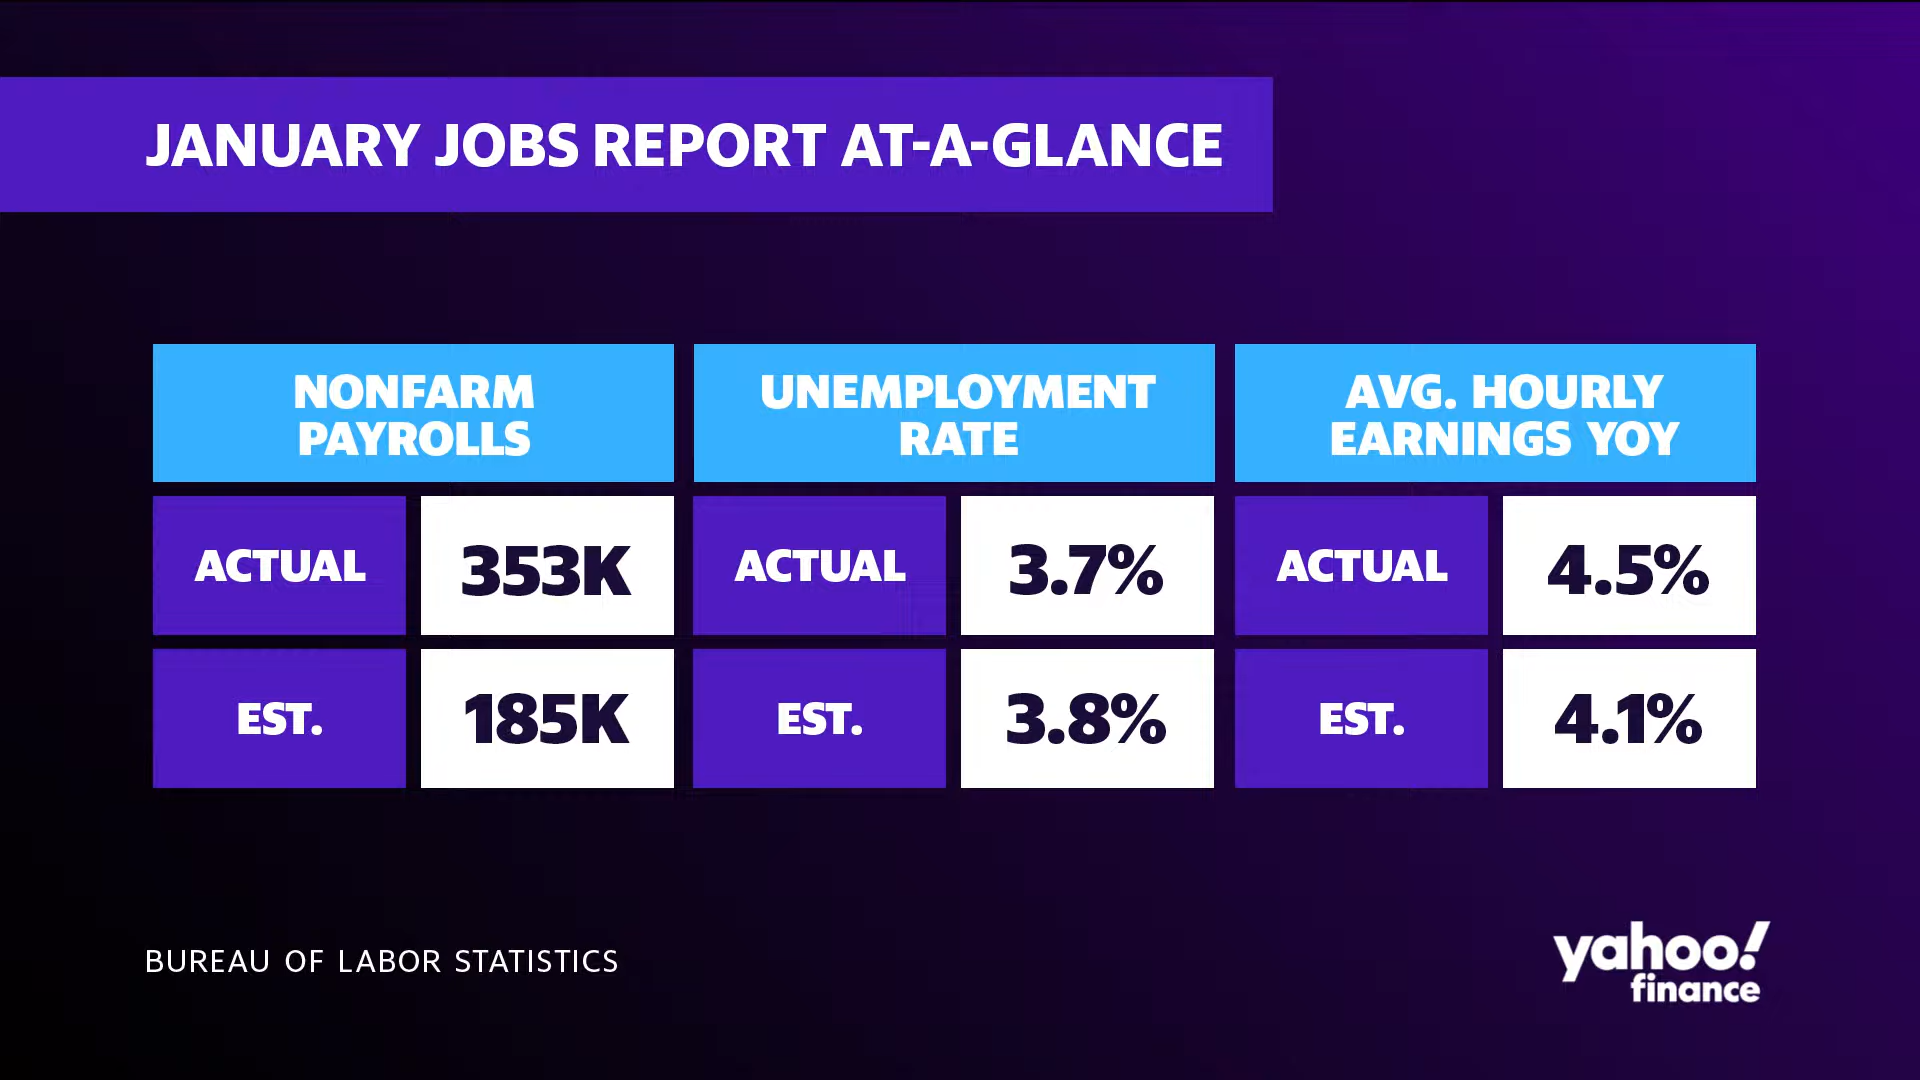 JANUARY JOBS REPORT AT-A-GLANCE
NONFARM
PAYROLLS
UNEMPLOYMENT
RATE
AVG. HOURLY
EARNINGS YOY
ACTUAL 353K ACTUAL 3.7% ACTUAL 4.5%
EST. 185K EST. 3.8% EST. 4.1%
BUREAU OF LABOR STATISTICS
yahoo!
finance